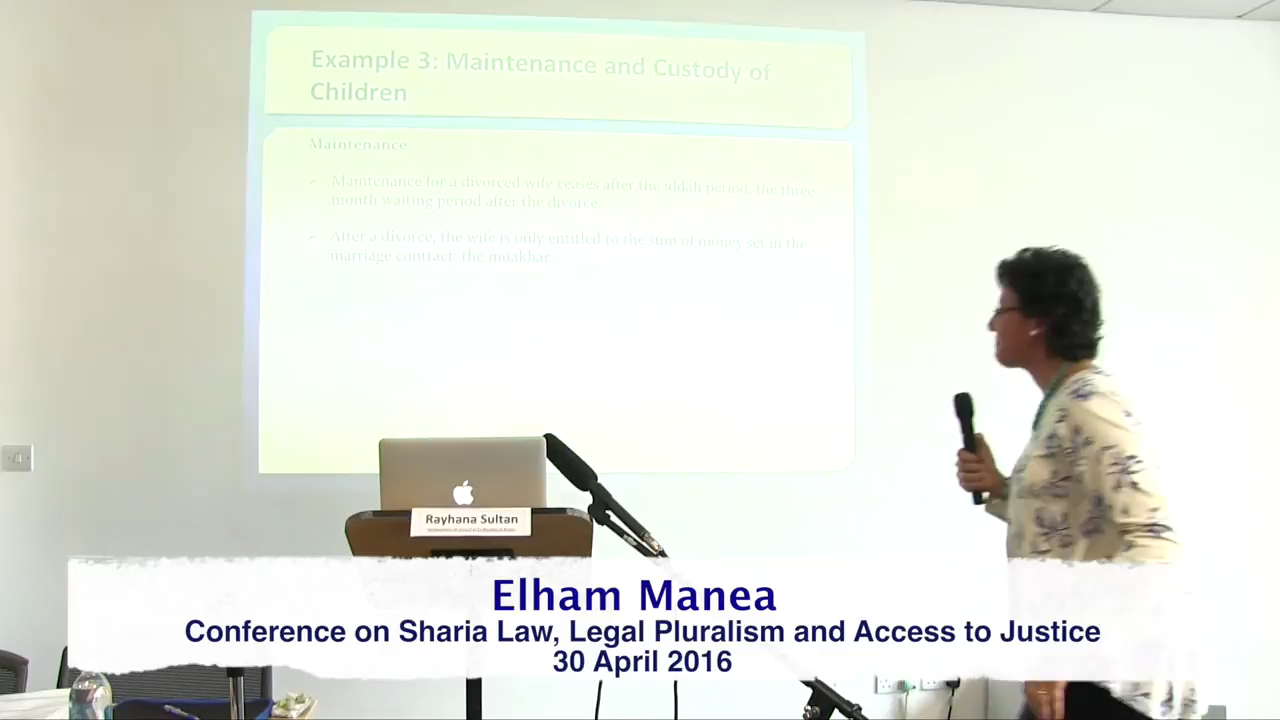 Example 3: Maintenance and Custody of
Children
Maintenance
Maintenance for a divorced wife ceases after the iddah period, the three-
month waiting period after the divorce.
After a divorce, the wife is only entitled to the sum of money set in the
marriage contract: the muakhar.
Rayhana Sultan
Elham Manea
Conference on Sharia Law, Legal Pluralism and Access to Justice
30 April 2016